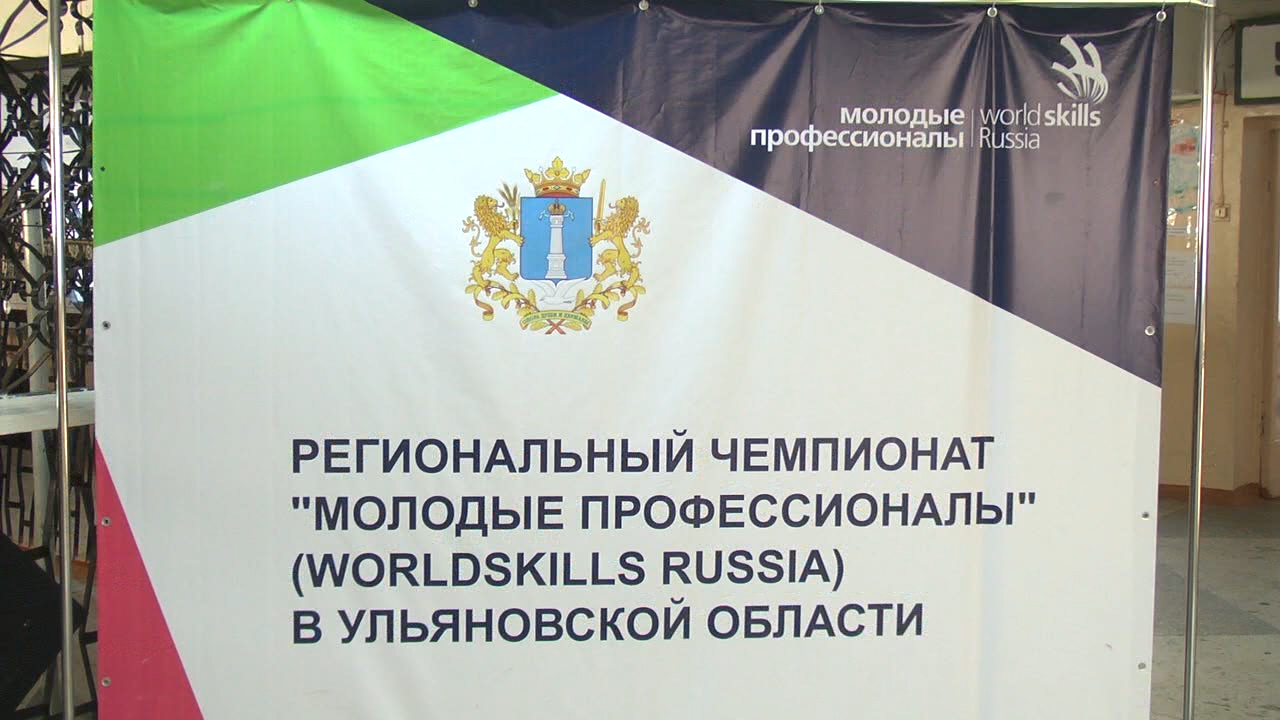 молодые
профессионалы
world skills
Russia
РЕГИОНАЛЬНЫЙ ЧЕМПИОНАТ
"МОЛОДЫЕ ПРОФЕССИОНАЛЫ"
(WORLDSKILLS RUSSIA)
В УЛЬЯНОВСКОЙ ОБЛАСТИ